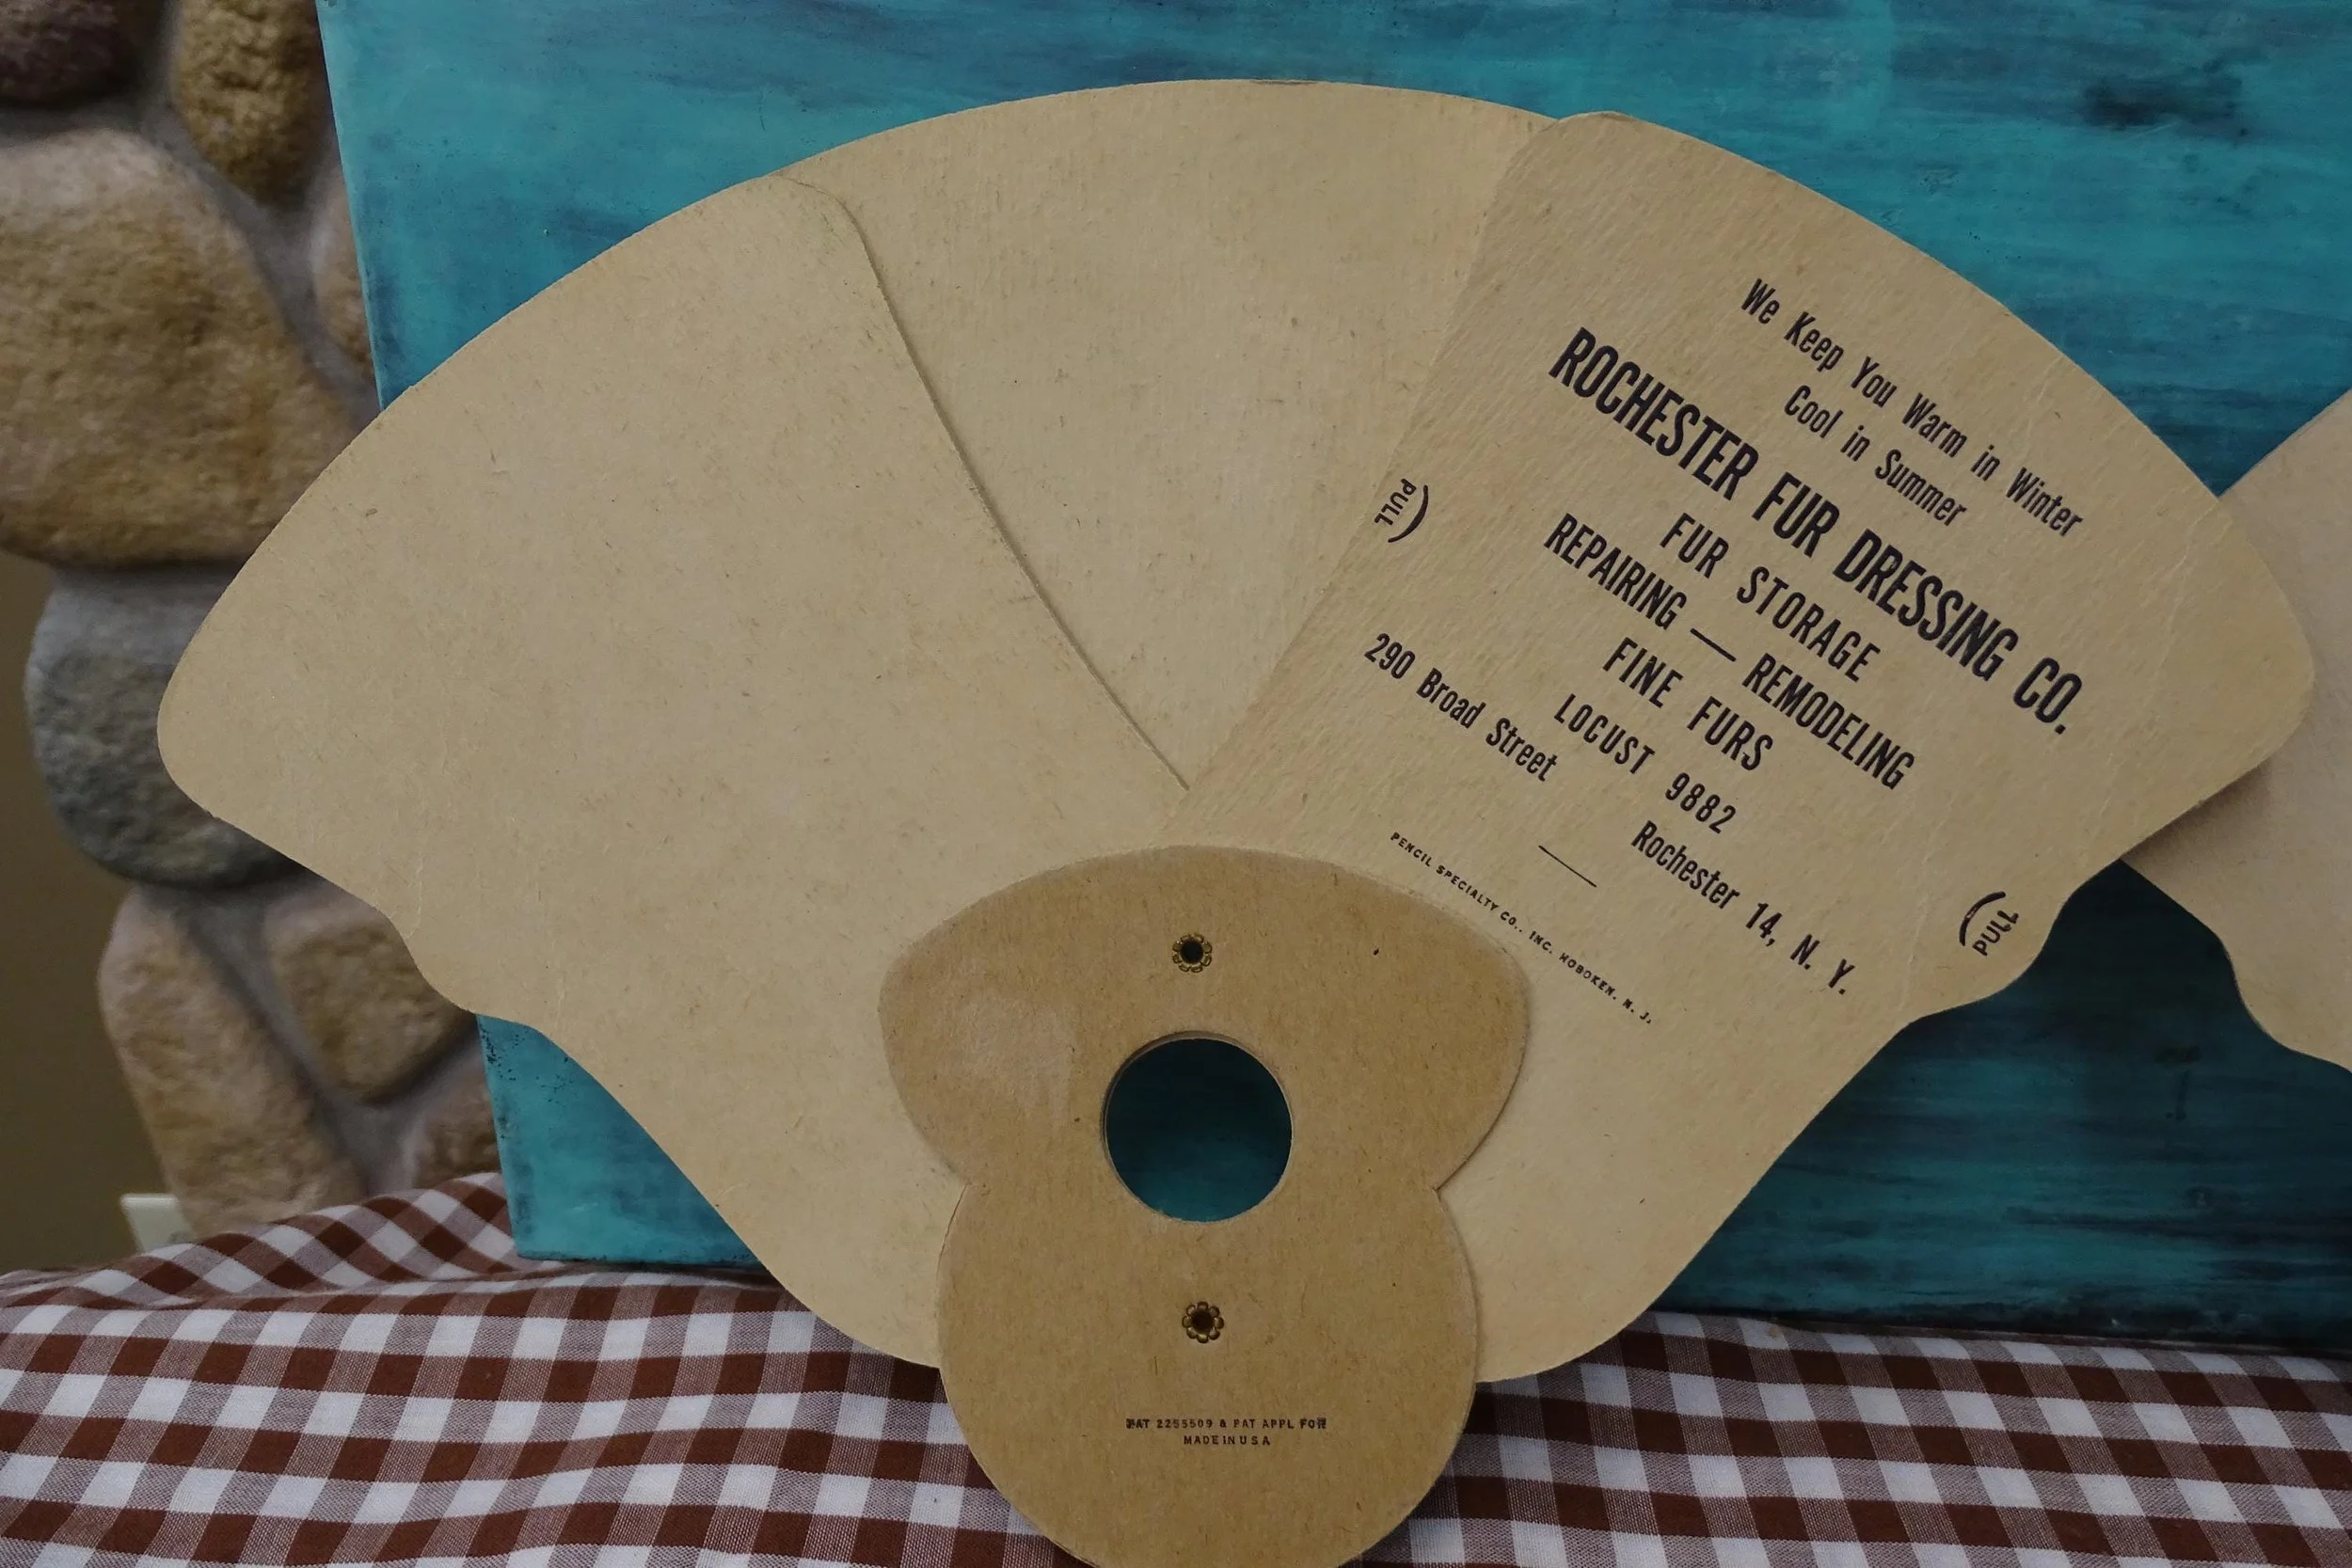 We Keep You Warm in Winter
Cool in Summer
ROCHESTER FUR DRESSING CO.
FUR STORAGE
REPAIRING — REMODELING
FINE FURS
LOCUST 9882
290 Broad Street Rochester 14, N. Y.
PENCIL SPECIALTY CO., INC. HOBOKEN, N. J.
(PULL
(PULL
PAT 2255509 & PAT APPL FOR
MADE IN USA